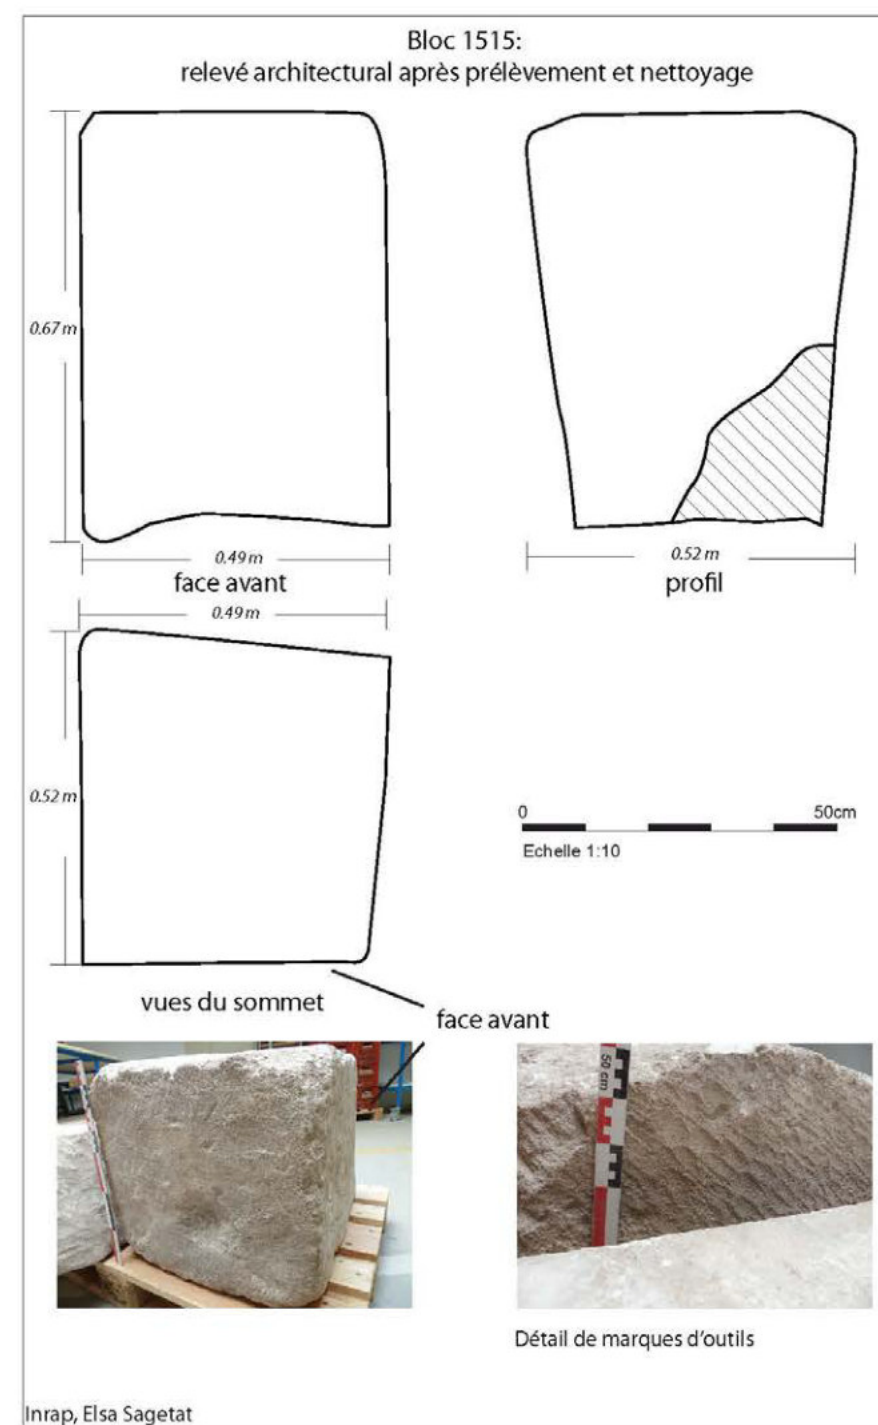 Bloc 1515:
relevé architectural après prélèvement et nettoyage
0.67 m
0.49 m
face avant
0.52 m
profil
0.49 m
0.52 m
0 50cm
Echelle 1:10
vues du sommet
face avant
50 cm
Détail de marques d'outils
Inrap, Elsa Sagetat